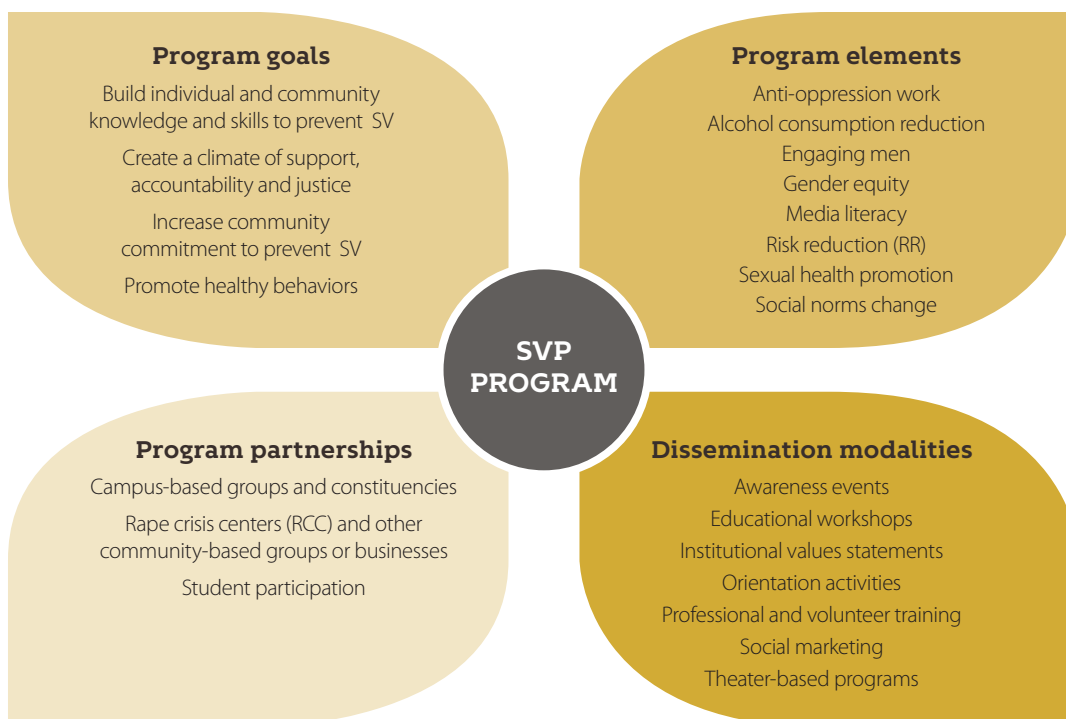 Program goals
Build individual and community
knowledge and skills to prevent SV
Create a climate of support,
accountability and justice
Increase community
commitment to prevent SV
Promote healthy behaviors
Program elements
Anti-oppression work
Alcohol consumption reduction
Engaging men
Gender equity
Media literacy
Risk reduction (RR)
Sexual health promotion
Social norms change
SVP
PROGRAM
Program partnerships
Campus-based groups and constituencies
Rape crisis centers (RCC) and other
community-based groups or businesses
Student participation
Dissemination modalities
Awareness events
Educational workshops
Institutional values statements
Orientation activities
Professional and volunteer training
Social marketing
Theater-based programs